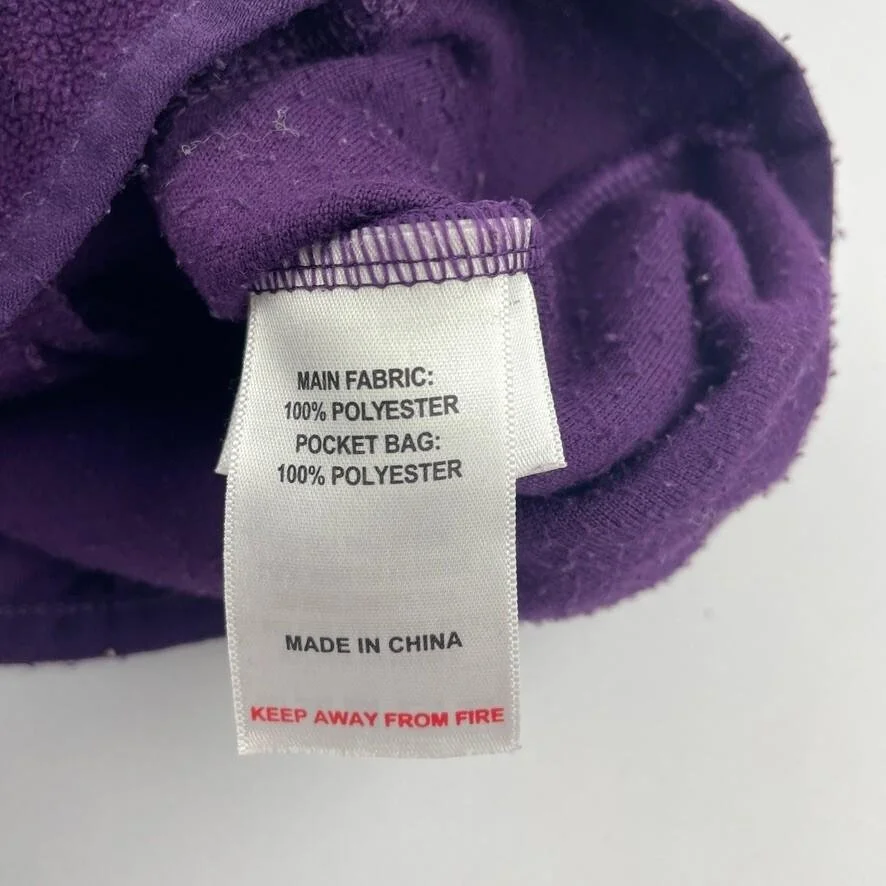 MAIN FABRIC:
100% POLYESTER
POCKET BAG:
100% POLYESTER
MADE IN CHINA
KEEP AWAY FROM FIRE